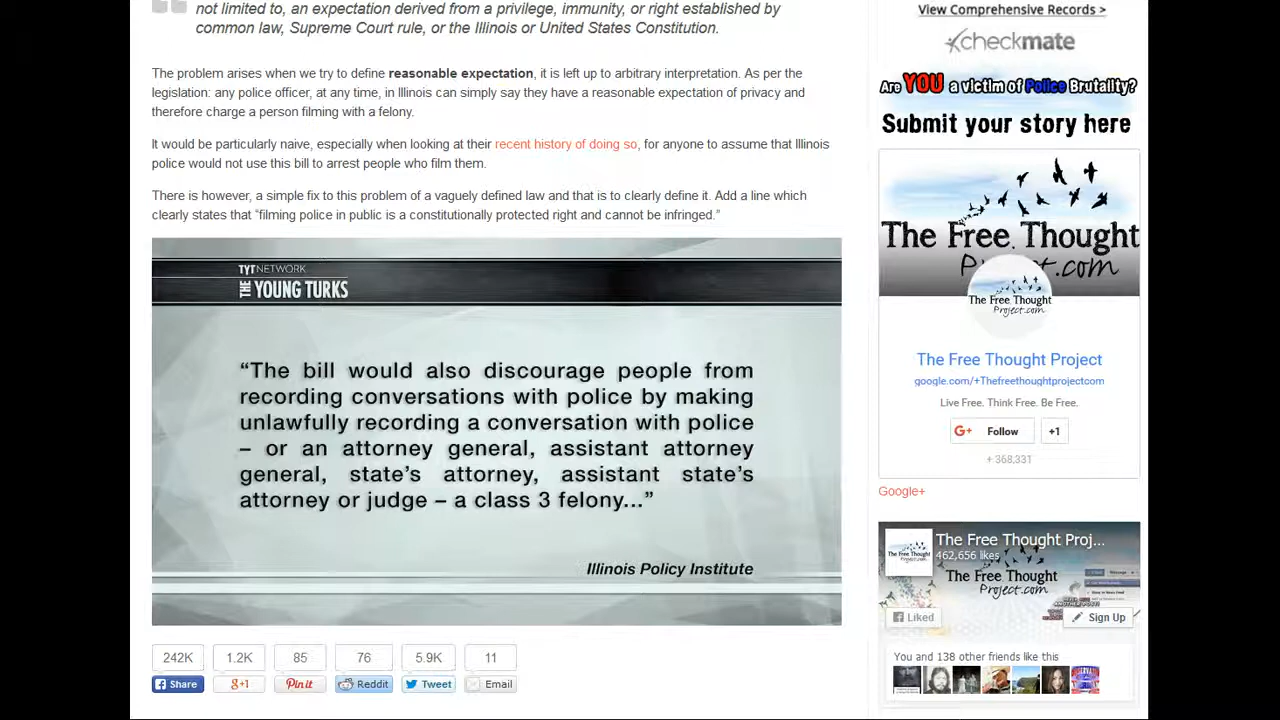 not limited to, an expectation derived from a privilege, immunity, or right established by
common law, Supreme Court rule, or the Illinois or United States Constitution.
The problem arises when we try to define reasonable expectation, it is left up to arbitrary interpretation. As per the
legislation: any police officer, at any time, in Illinois can simply say they have a reasonable expectation of privacy and
therefore charge a person filming with a felony.
It would be particularly naive, especially when looking at their recent history of doing so, for anyone to assume that Illinois
police would not use this bill to arrest people who film them.
There is however, a simple fix to this problem of a vaguely defined law and that is to clearly define it. Add a line which
clearly states that “filming police in public is a constitutionally protected right and cannot be infringed.”
TYT NETWORK
THE YOUNG TURKS
“The bill would also discourage people from
recording conversations with police by making
unlawfully recording a conversation with police
– or an attorney general, assistant attorney
general, state’s attorney, assistant state’s
attorney or judge – a class 3 felony...”
Illinois Policy Institute
242K 1.2K 85 76 5.9K 11
Share g+1 Pin it Reddit Tweet Email
View Comprehensive Records >
checkmate
Are YOU a victim of Police Brutality?
Submit your story here
The Free Thought
Project.com
The Free Thought
Project.com
The Free Thought Project
google.com/+Thefreethoughtprojectcom
Live Free. Think Free. Be Free.
G+ Follow +1
+ 368,331
Google+
The Free Thought Proj...
462,656 likes
The Free Thought
Project.com
Liked Sign Up
You and 138 other friends like this